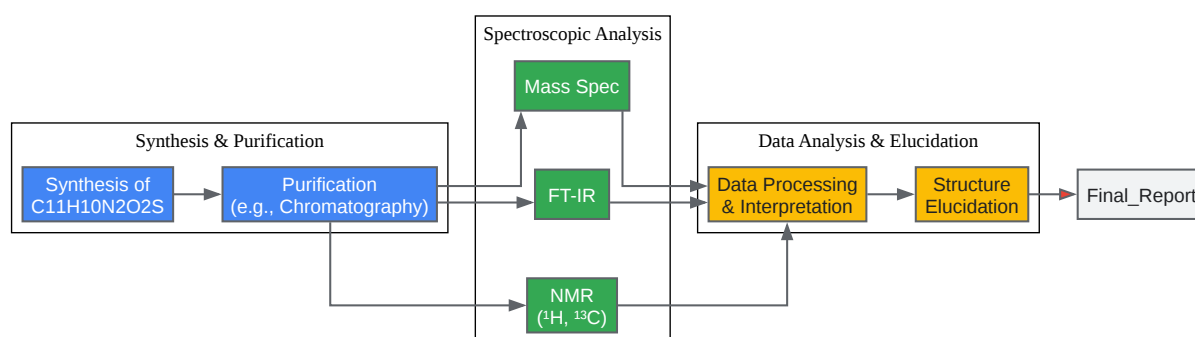 Spectroscopic Analysis
Mass Spec
Synthesis & Purification
Data Analysis & Elucidation
Synthesis of
C11H10N2O2S
Purification
(e.g., Chromatography)
FT-IR
Data Processing
& Interpretation
Structure
Elucidation
Final_Report
NMR
(¹H, ¹³C)